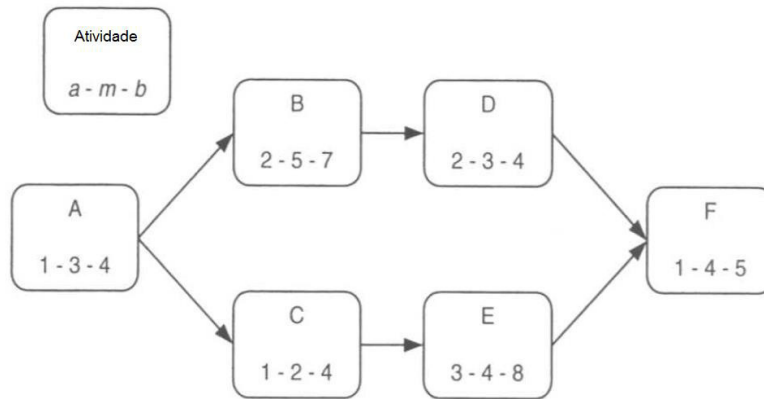 Atividade
a - m - b
B
2 - 5 - 7
D
2 - 3 - 4
A
1 - 3 - 4
F
1 - 4 - 5
C
1 - 2 - 4
E
3 - 4 - 8